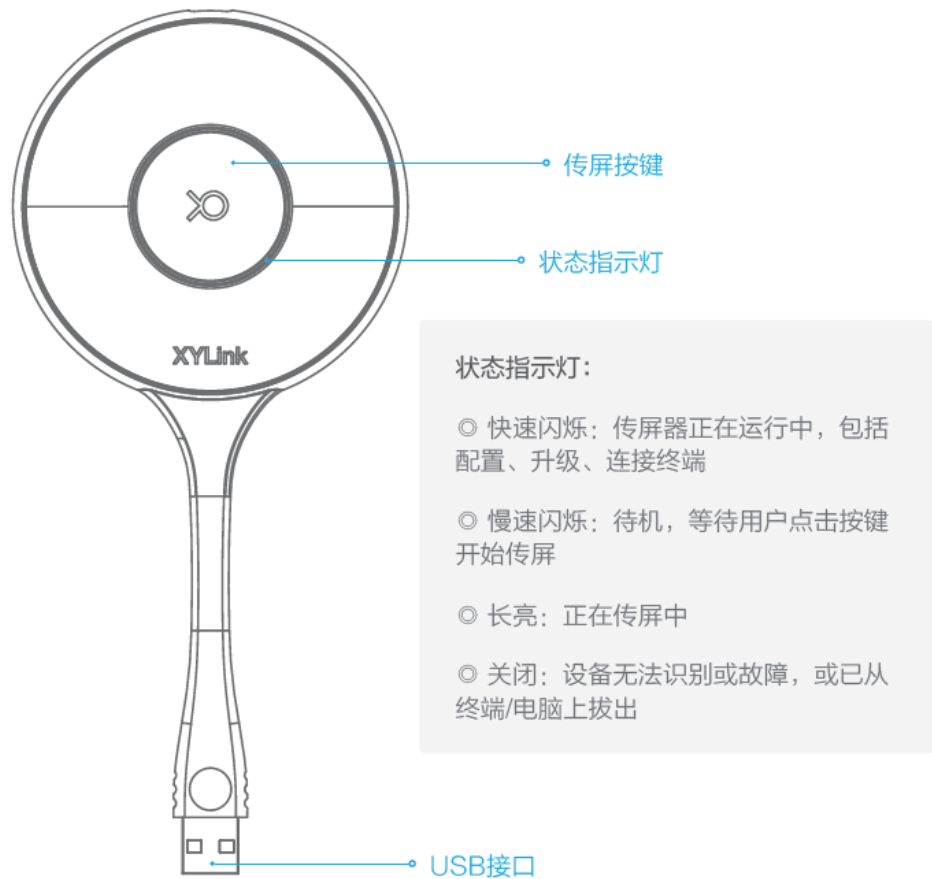 传屏按键
状态指示灯
XYLink
状态指示灯：
◎ 快速闪烁：传屏器正在运行中，包括
配置、升级、连接终端
◎ 慢速闪烁：待机，等待用户点击按键
开始传屏
◎ 长亮：正在传屏中
◎ 关闭：设备无法识别或故障，或已从
终端/电脑上拔出
USB接口